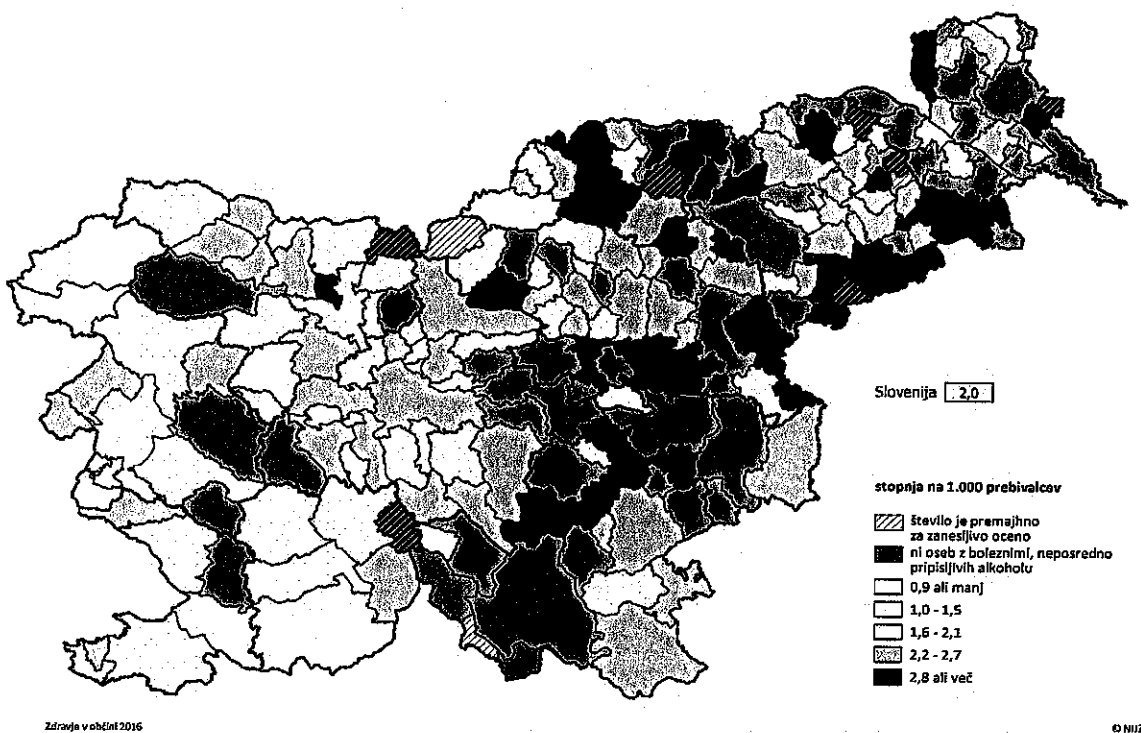 Slovenija 2,0
stopnja na 1.000 prebivalcev
število je premajhno
za zanesljivo oceno
ni oseb z boleznimi, neposredno
pripisljivih alkoholu
0,9 ali manj
1,0 - 1,5
1,6 - 2,1
2,2 - 2,7
2,8 ali več
Zdravje v občini 2016
© NIJZ